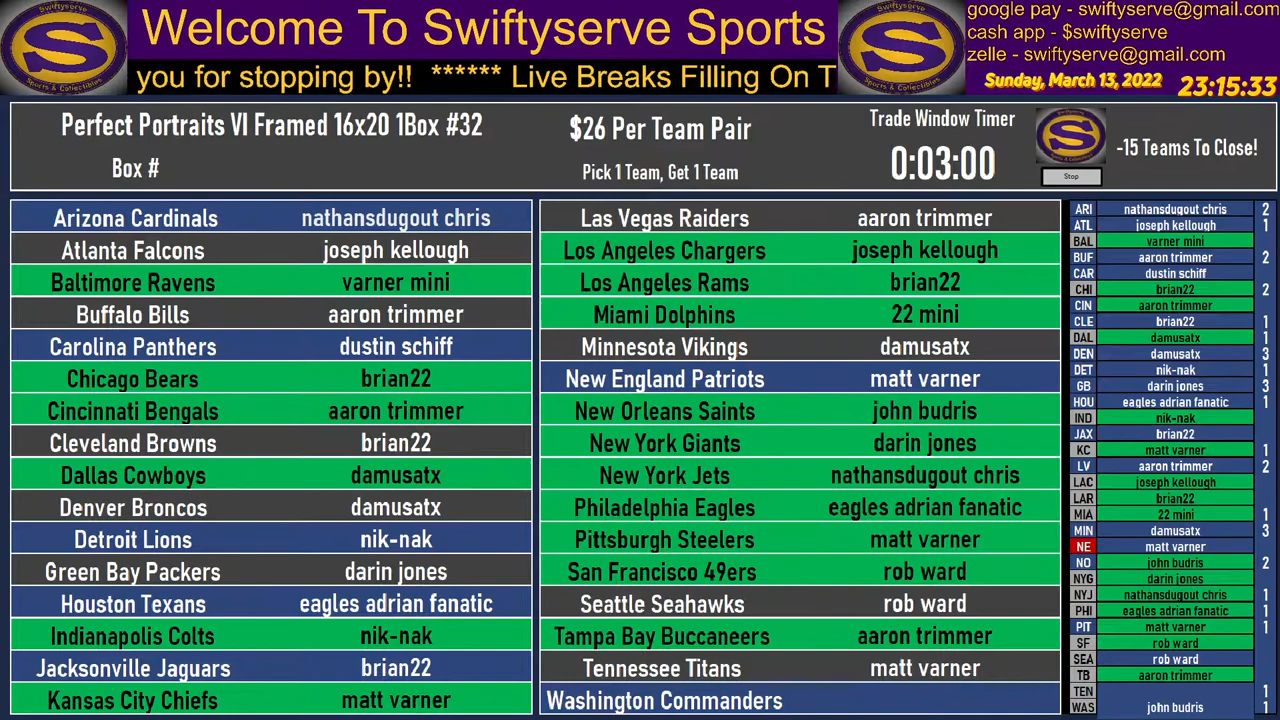 Welcome To Swiftyserve Sports
you for stopping by!! ****** Live Breaks Filling On T
google pay - swiftyserve@gmail.com
cash app - $swiftyserve
zelle - swiftyserve@gmail.com
Sunday, March 13, 2022 23:15:33
S
Sports & Collectibles
S
Sports & Collectibles
Perfect Portraits VI Framed 16x20 1Box #32
Box #
$26 Per Team Pair
Pick 1 Team, Get 1 Team
Trade Window Timer
0:03:00
S
Stop
-15 Teams To Close!
Arizona Cardinals nathansdugout chris
Atlanta Falcons joseph kellough
Baltimore Ravens varner mini
Buffalo Bills aaron trimmer
Carolina Panthers dustin schiff
Chicago Bears brian22
Cincinnati Bengals aaron trimmer
Cleveland Browns brian22
Dallas Cowboys damusatx
Denver Broncos damusatx
Detroit Lions nik-nak
Green Bay Packers darin jones
Houston Texans eagles adrian fanatic
Indianapolis Colts nik-nak
Jacksonville Jaguars brian22
Kansas City Chiefs matt varner
Las Vegas Raiders aaron trimmer
Los Angeles Chargers joseph kellough
Los Angeles Rams brian22
Miami Dolphins 22 mini
Minnesota Vikings damusatx
New England Patriots matt varner
New Orleans Saints john budris
New York Giants darin jones
New York Jets nathansdugout chris
Philadelphia Eagles eagles adrian fanatic
Pittsburgh Steelers matt varner
San Francisco 49ers rob ward
Seattle Seahawks rob ward
Tampa Bay Buccaneers aaron trimmer
Tennessee Titans matt varner
Washington Commanders
ARI nathansdugout chris 2
ATL joseph kellough 1
BAL varner mini
BUF aaron trimmer 2
CAR dustin schiff
CHI brian22 2
CIN aaron trimmer
CLE brian22 1
DAL damusatx 1
DEN damusatx 3
DET nik-nak 1
GB darin jones 3
HOU eagles adrian fanatic 1
IND nik-nak
JAX brian22
KC matt varner 1
LV aaron trimmer 2
LAC joseph kellough
LAR brian22
MIA 22 mini 1
MIN damusatx 3
NE matt varner
NO john budris 2
NYG darin jones
NYJ nathansdugout chris 1
PHI eagles adrian fanatic 1
PIT matt varner 1
SF rob ward
SEA rob ward
TB aaron trimmer
TEN 1
WAS john budris 1